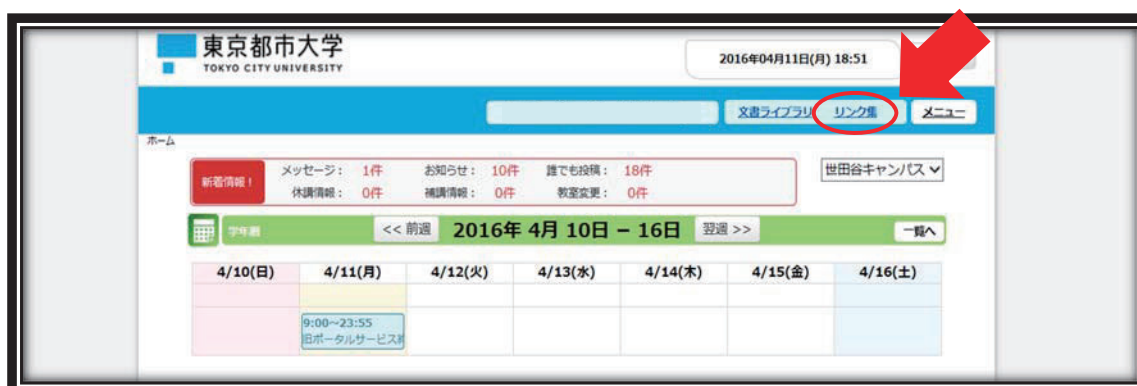 東京都市大学
TOKYO CITY UNIVERSITY
2016年04月11日(月) 18:51
文書ライブラリ リンク集 メニュー
ホーム
新着情報！
メッセージ： 1件 お知らせ： 10件 誰でも投稿： 18件
休講情報： 0件 補講情報： 0件 教室変更： 0件
世田谷キャンパス
学年暦
<< 前週 2016年 4月 10日 － 16日 翌週 >>
一覧へ
4/10(日) 4/11(月) 4/12(火) 4/13(水) 4/14(木) 4/15(金) 4/16(土)
9:00～23:55
旧ポータルサービス